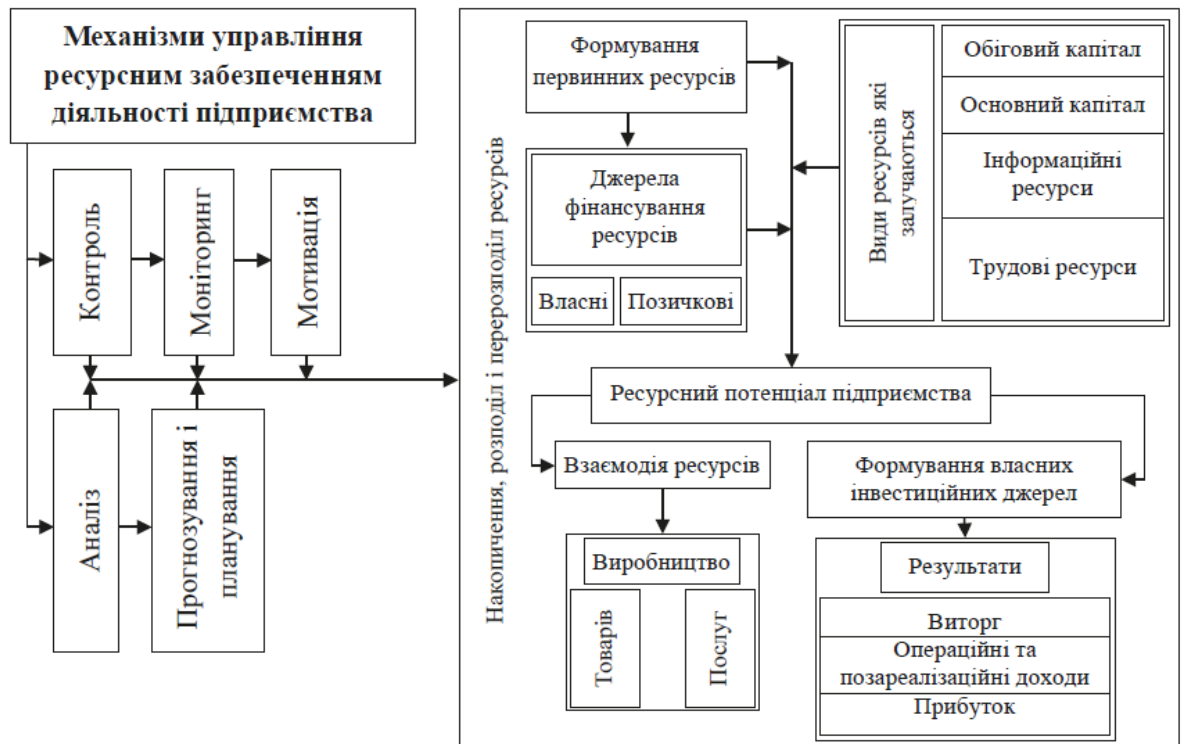 Механізми управління
ресурсним забезпеченням
діяльності підприємства
Контроль
Моніторинг
Мотивація
Аналіз
Прогнозування і
планування
Накопичення, розподіл і перерозподіл ресурсів
Формування
первинних ресурсів
Джерела
фінансування
ресурсів
Власні
Позичкові
Види ресурсів які
залучаються
Обіговий капітал
Основний капітал
Інформаційні
ресурси
Трудові ресурси
Ресурсний потенціал підприємства
Взаємодія ресурсів
Виробництво
Товарів
Послуг
Формування власних
інвестиційних джерел
Результати
Виторг
Операційні та
позареалізаційні доходи
Прибуток